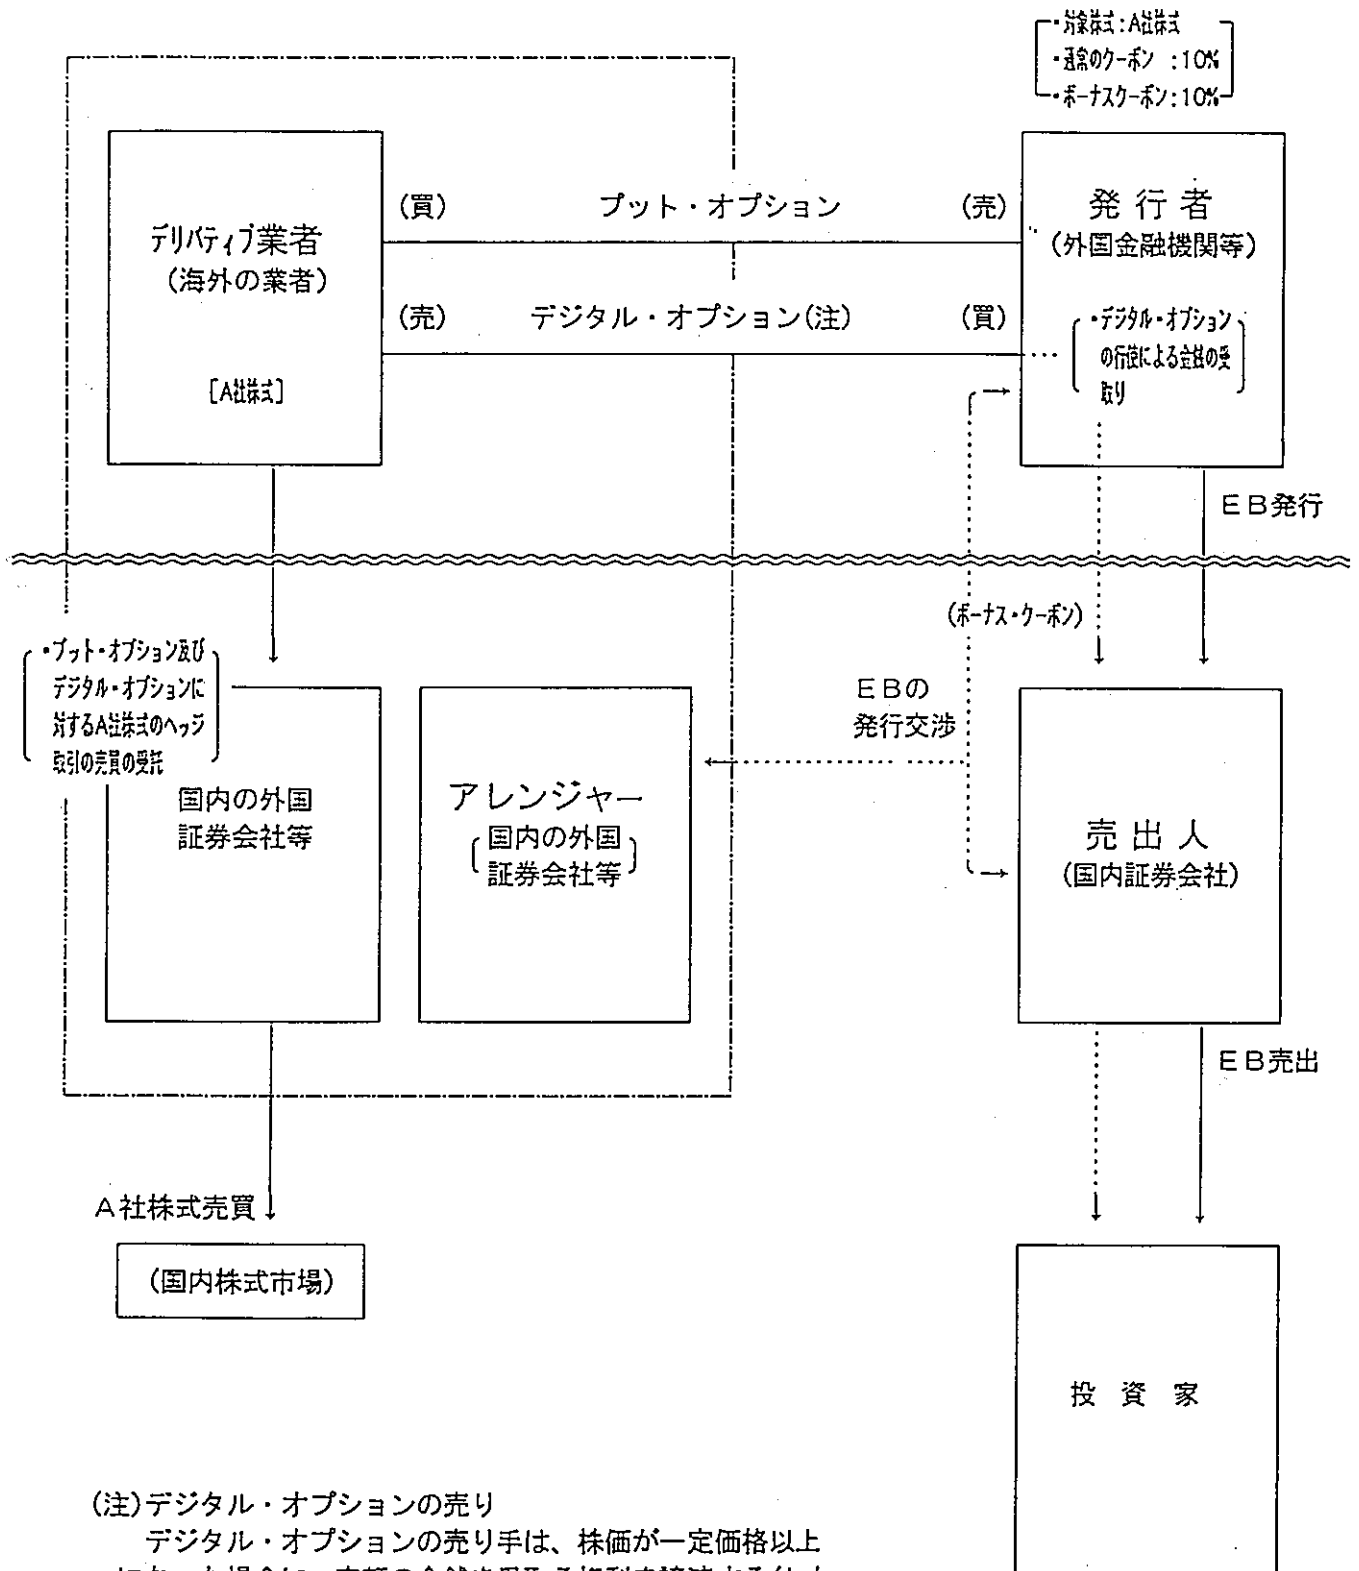 ・対象株式:A社株式
・通常のクーポン :10%
・ボーナスクーポン:10%
デリバティブ業者
(海外の業者)
[A社株式]
(買) プット・オプション (売)
(売) デジタル・オプション(注) (買)
発 行 者
(外国金融機関等)
・デジタル・オプション
の行使による金銭の受
取り
EB発行
(ボーナス・クーポン)
・プット・オプション及び
デジタル・オプションに
対するA社株式のヘッジ
取引の売買の受託
国内の外国
証券会社等
アレンジャー
国内の外国
証券会社等
EBの
発行交渉
売 出 人
(国内証券会社)
EB売出
A社株式売買
(国内株式市場)
投 資 家
(注)デジタル・オプションの売り
デジタル・オプションの売り手は、株価が一定価格以上